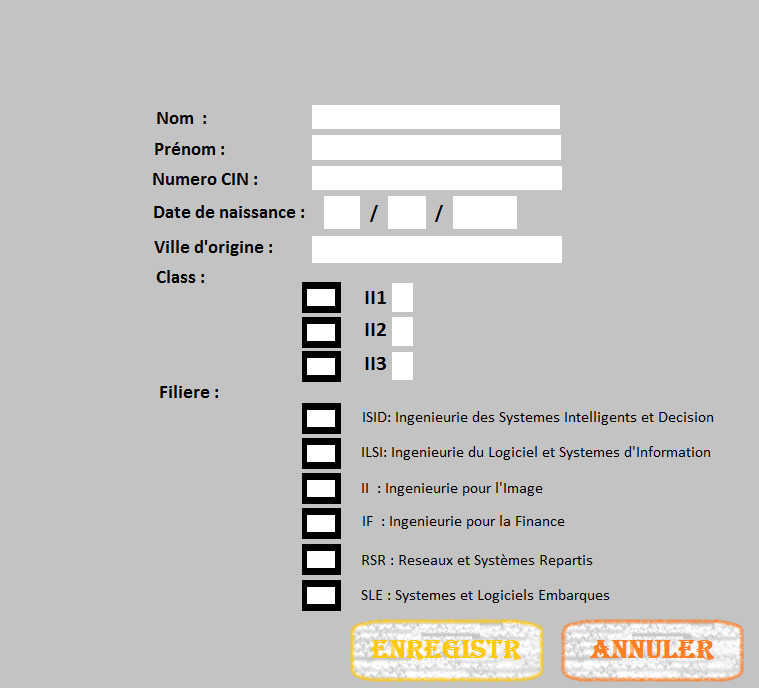 Nom :
Prénom :
Numero CIN :
Date de naissance : / /
Ville d'origine :
Class :
II1
II2
II3
Filiere :
ISID: Ingenieurie des Systemes Intelligents et Decision
ILSI: Ingenieurie du Logiciel et Systemes d'Information
II : Ingenieurie pour l'Image
IF : Ingenieurie pour la Finance
RSR : Reseaux et Systèmes Repartis
SLE : Systemes et Logiciels Embarques
ENREGISTR ANNULER